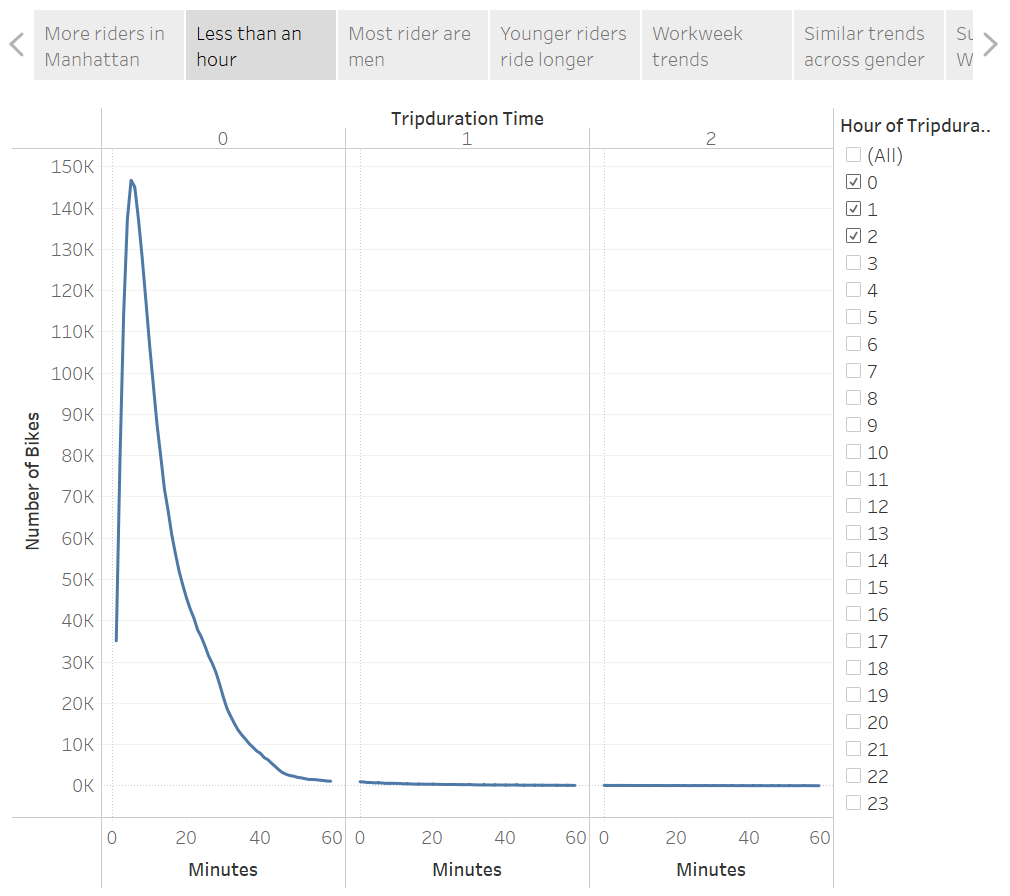 More riders in
Manhattan
Less than an
hour
Most rider are
men
Younger riders
ride longer
Workweek
trends
Similar trends
across gender
Tripduration Time
0
1
2
150K
140K
130K
120K
110K
100K
90K
80K
70K
60K
50K
40K
30K
20K
10K
0K
Number of Bikes
0 20 40 60
0 20 40 60
0 20 40 60
Minutes
Minutes
Minutes
Hour of Tripdura..
(All)
0
1
2
3
4
5
6
7
8
9
10
11
12
13
14
15
16
17
18
19
20
21
22
23